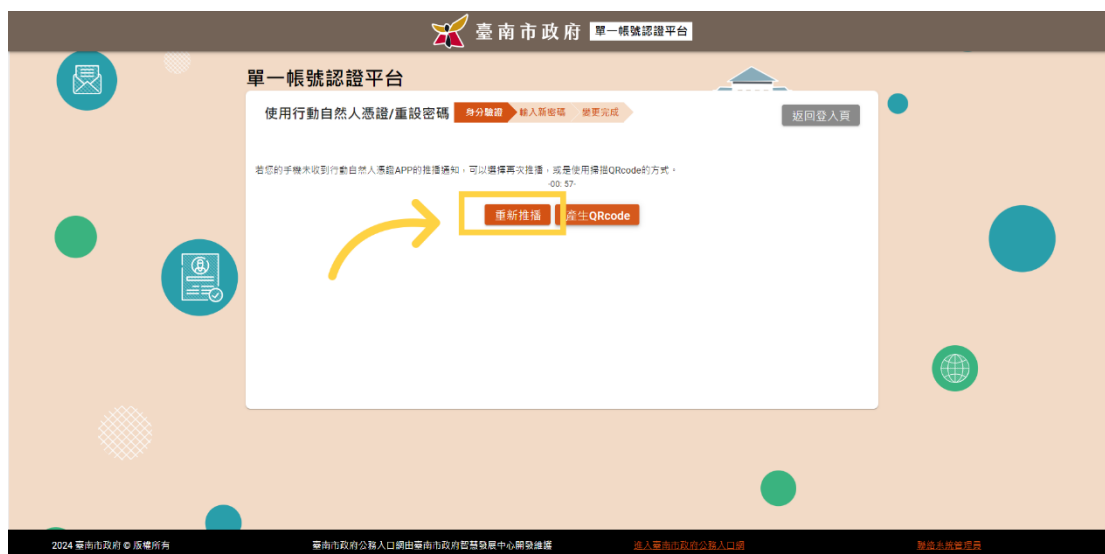 臺南市政府 單一帳號認證平台
單一帳號認證平台
使用行動自然人憑證/重設密碼 身分驗證 輸入新密碼 變更完成 返回登入頁
若您的手機未收到行動自然人憑證APP的推播通知，可以選擇再次推播，或是使用掃描QRcode的方式。
-00: 57-
重新推播 產生QRcode
2024 臺南市政府 © 版權所有 臺南市政府公務入口網由臺南市政府智慧發展中心開發維護 進入臺南市政府公務入口網 聯絡系統管理員